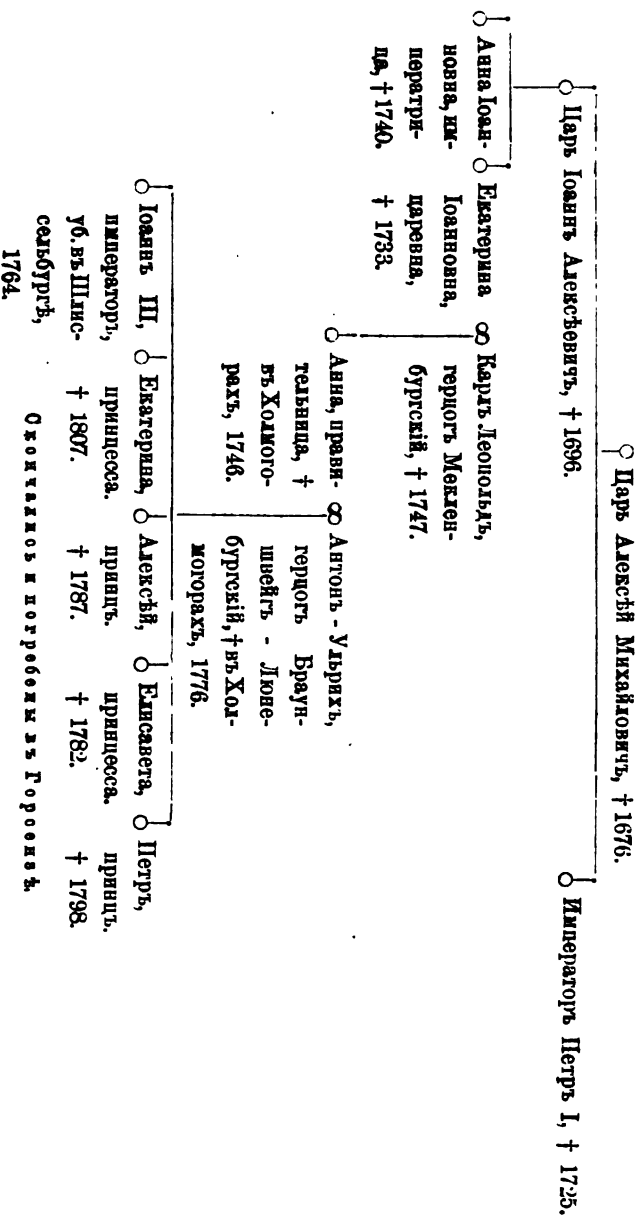 Царь Алексѣй Михайловичъ, † 1676.
Царь Іоаннъ Алексѣевичъ, † 1696.
Императоръ Петръ I, † 1725.
Анна Іоан-
новна, им-
ператри-
ца, † 1740.
Екатерина
Іоанновна,
царевна,
† 1733.
∞ Карлъ Леопольдъ,
герцогъ Меклен-
бургскій, † 1747.
Анна, прави-
тельница, †
въ Холмого-
рахъ, 1746.
∞ Антонъ - Ульрихъ,
герцогъ Браун-
швейгъ - Люне-
бургскій, † въ Хол-
могорахъ, 1776.
Іоаннъ III,
императоръ,
уб. въ Шлис-
сельбургѣ,
1764.
Екатерина,
принцесса.
† 1807.
Алексѣй,
принцъ.
† 1787.
Елисавета,
принцесса.
† 1782.
Петръ,
принцъ.
† 1798.
Скончались и погребены въ Горсенсѣ.